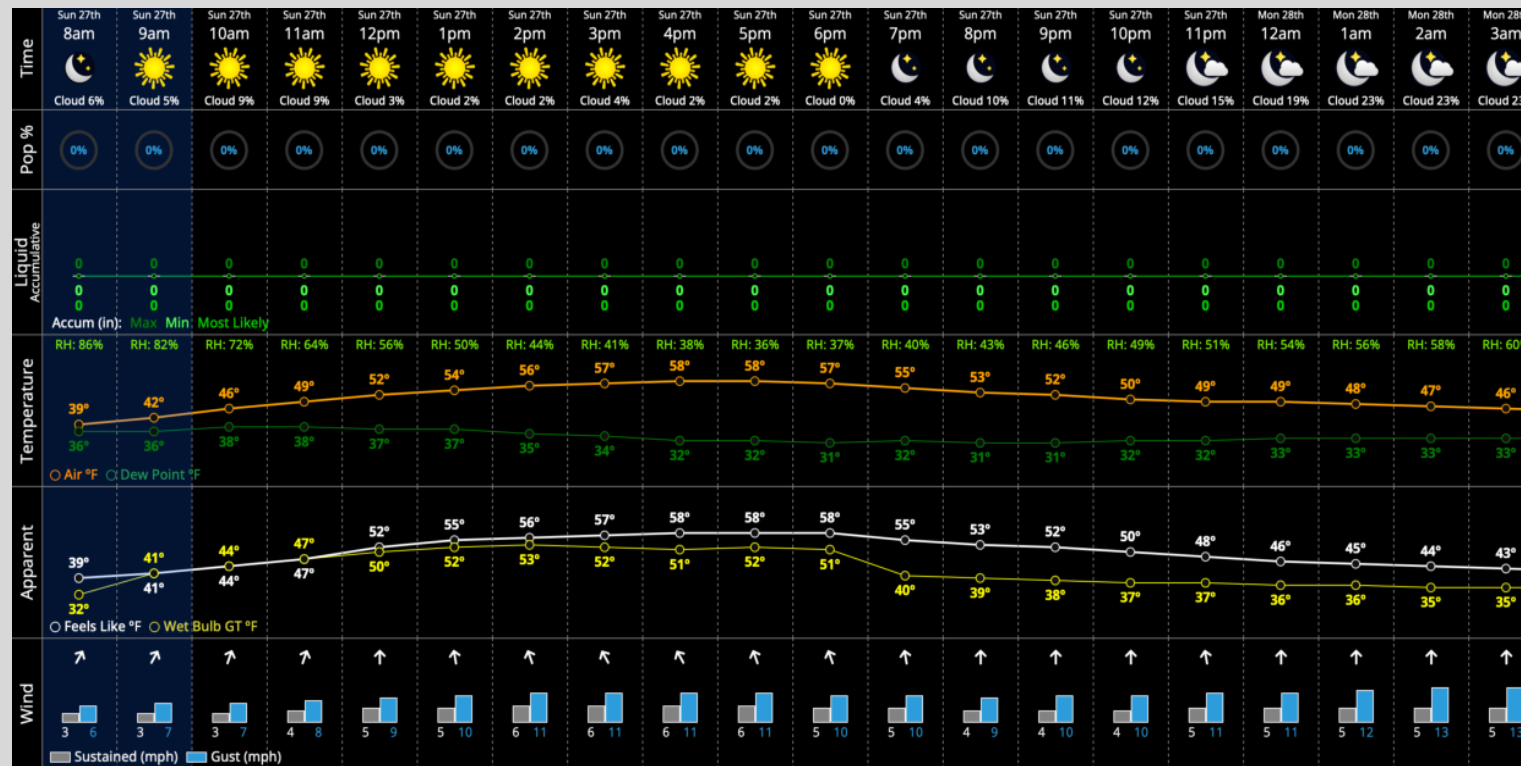 Time
Sun 27th Sun 27th Sun 27th Sun 27th Sun 27th Sun 27th Sun 27th Sun 27th Sun 27th Sun 27th Sun 27th Sun 27th Sun 27th Sun 27th Sun 27th Sun 27th Mon 28th Mon 28th Mon 28th Mon 28
8am 9am 10am 11am 12pm 1pm 2pm 3pm 4pm 5pm 6pm 7pm 8pm 9pm 10pm 11pm 12am 1am 2am 3am
Cloud 6% Cloud 5% Cloud 9% Cloud 9% Cloud 3% Cloud 2% Cloud 2% Cloud 4% Cloud 2% Cloud 2% Cloud 0% Cloud 4% Cloud 10% Cloud 11% Cloud 12% Cloud 15% Cloud 19% Cloud 23% Cloud 23% Cloud 23
Pop %
0% 0% 0% 0% 0% 0% 0% 0% 0% 0% 0% 0% 0% 0% 0% 0% 0% 0% 0% 0%
Liquid
Accumulative
0 0 0 0 0 0 0 0 0 0 0 0 0 0 0 0 0 0 0 0
0 0 0 0 0 0 0 0 0 0 0 0 0 0 0 0 0 0 0 0
0 0 0 0 0 0 0 0 0 0 0 0 0 0 0 0 0 0 0 0
Accum (in): Max Min Most Likely
Temperature
RH: 86% RH: 82% RH: 72% RH: 64% RH: 56% RH: 50% RH: 44% RH: 41% RH: 38% RH: 36% RH: 37% RH: 40% RH: 43% RH: 46% RH: 49% RH: 51% RH: 54% RH: 56% RH: 58% RH: 60
39° 42° 46° 49° 52° 54° 56° 57° 58° 58° 57° 55° 53° 52° 50° 49° 49° 48° 47° 46°
36° 36° 38° 38° 37° 37° 35° 34° 32° 32° 31° 32° 31° 31° 32° 32° 33° 33° 33° 33°
Air °F Dew Point °F
Apparent
39° 41° 44° 47° 52° 55° 56° 57° 58° 58° 58° 55° 53° 52° 50° 48° 46° 45° 44° 43°
32° 41° 44° 47° 50° 52° 53° 52° 51° 52° 51° 40° 39° 38° 37° 37° 36° 36° 35° 35°
Feels Like °F Wet Bulb GT °F
Wind
3 6 3 7 3 7 4 8 5 9 5 10 6 11 6 11 6 11 6 11 5 10 5 10 4 9 4 10 4 10 5 11 5 11 5 12 5 13 5 13
Sustained (mph) Gust (mph)